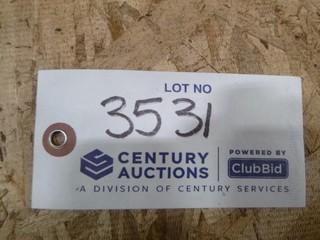 LOT NO
3531
CENTURY
AUCTIONS
POWERED BY
ClubBid
A DIVISION OF CENTURY SERVICES